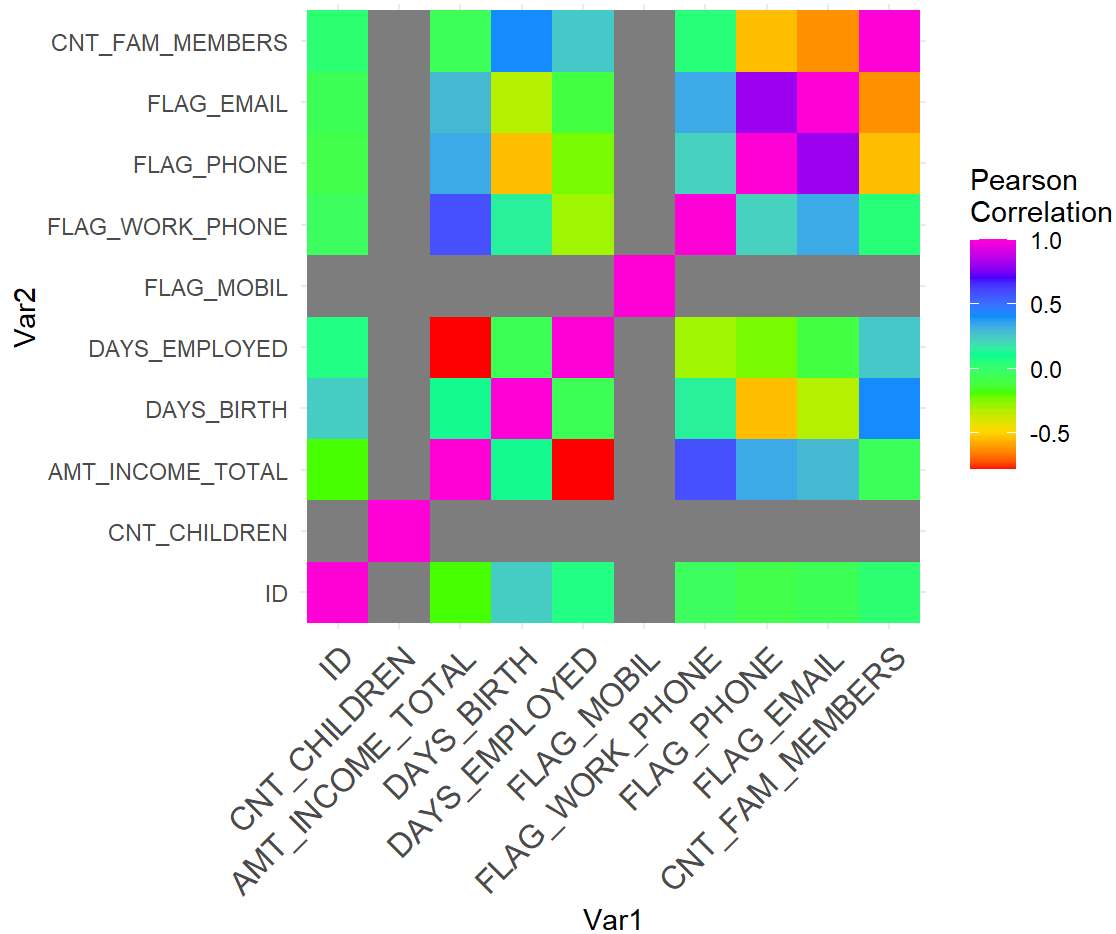 CNT_FAM_MEMBERS
FLAG_EMAIL
FLAG_PHONE
FLAG_WORK_PHONE
FLAG_MOBIL
DAYS_EMPLOYED
DAYS_BIRTH
AMT_INCOME_TOTAL
CNT_CHILDREN
ID
Var2
ID
CNT_CHILDREN
AMT_INCOME_TOTAL
DAYS_BIRTH
DAYS_EMPLOYED
FLAG_MOBIL
FLAG_WORK_PHONE
FLAG_PHONE
FLAG_EMAIL
CNT_FAM_MEMBERS
Var1
Pearson
Correlation
1.0
0.5
0.0
-0.5